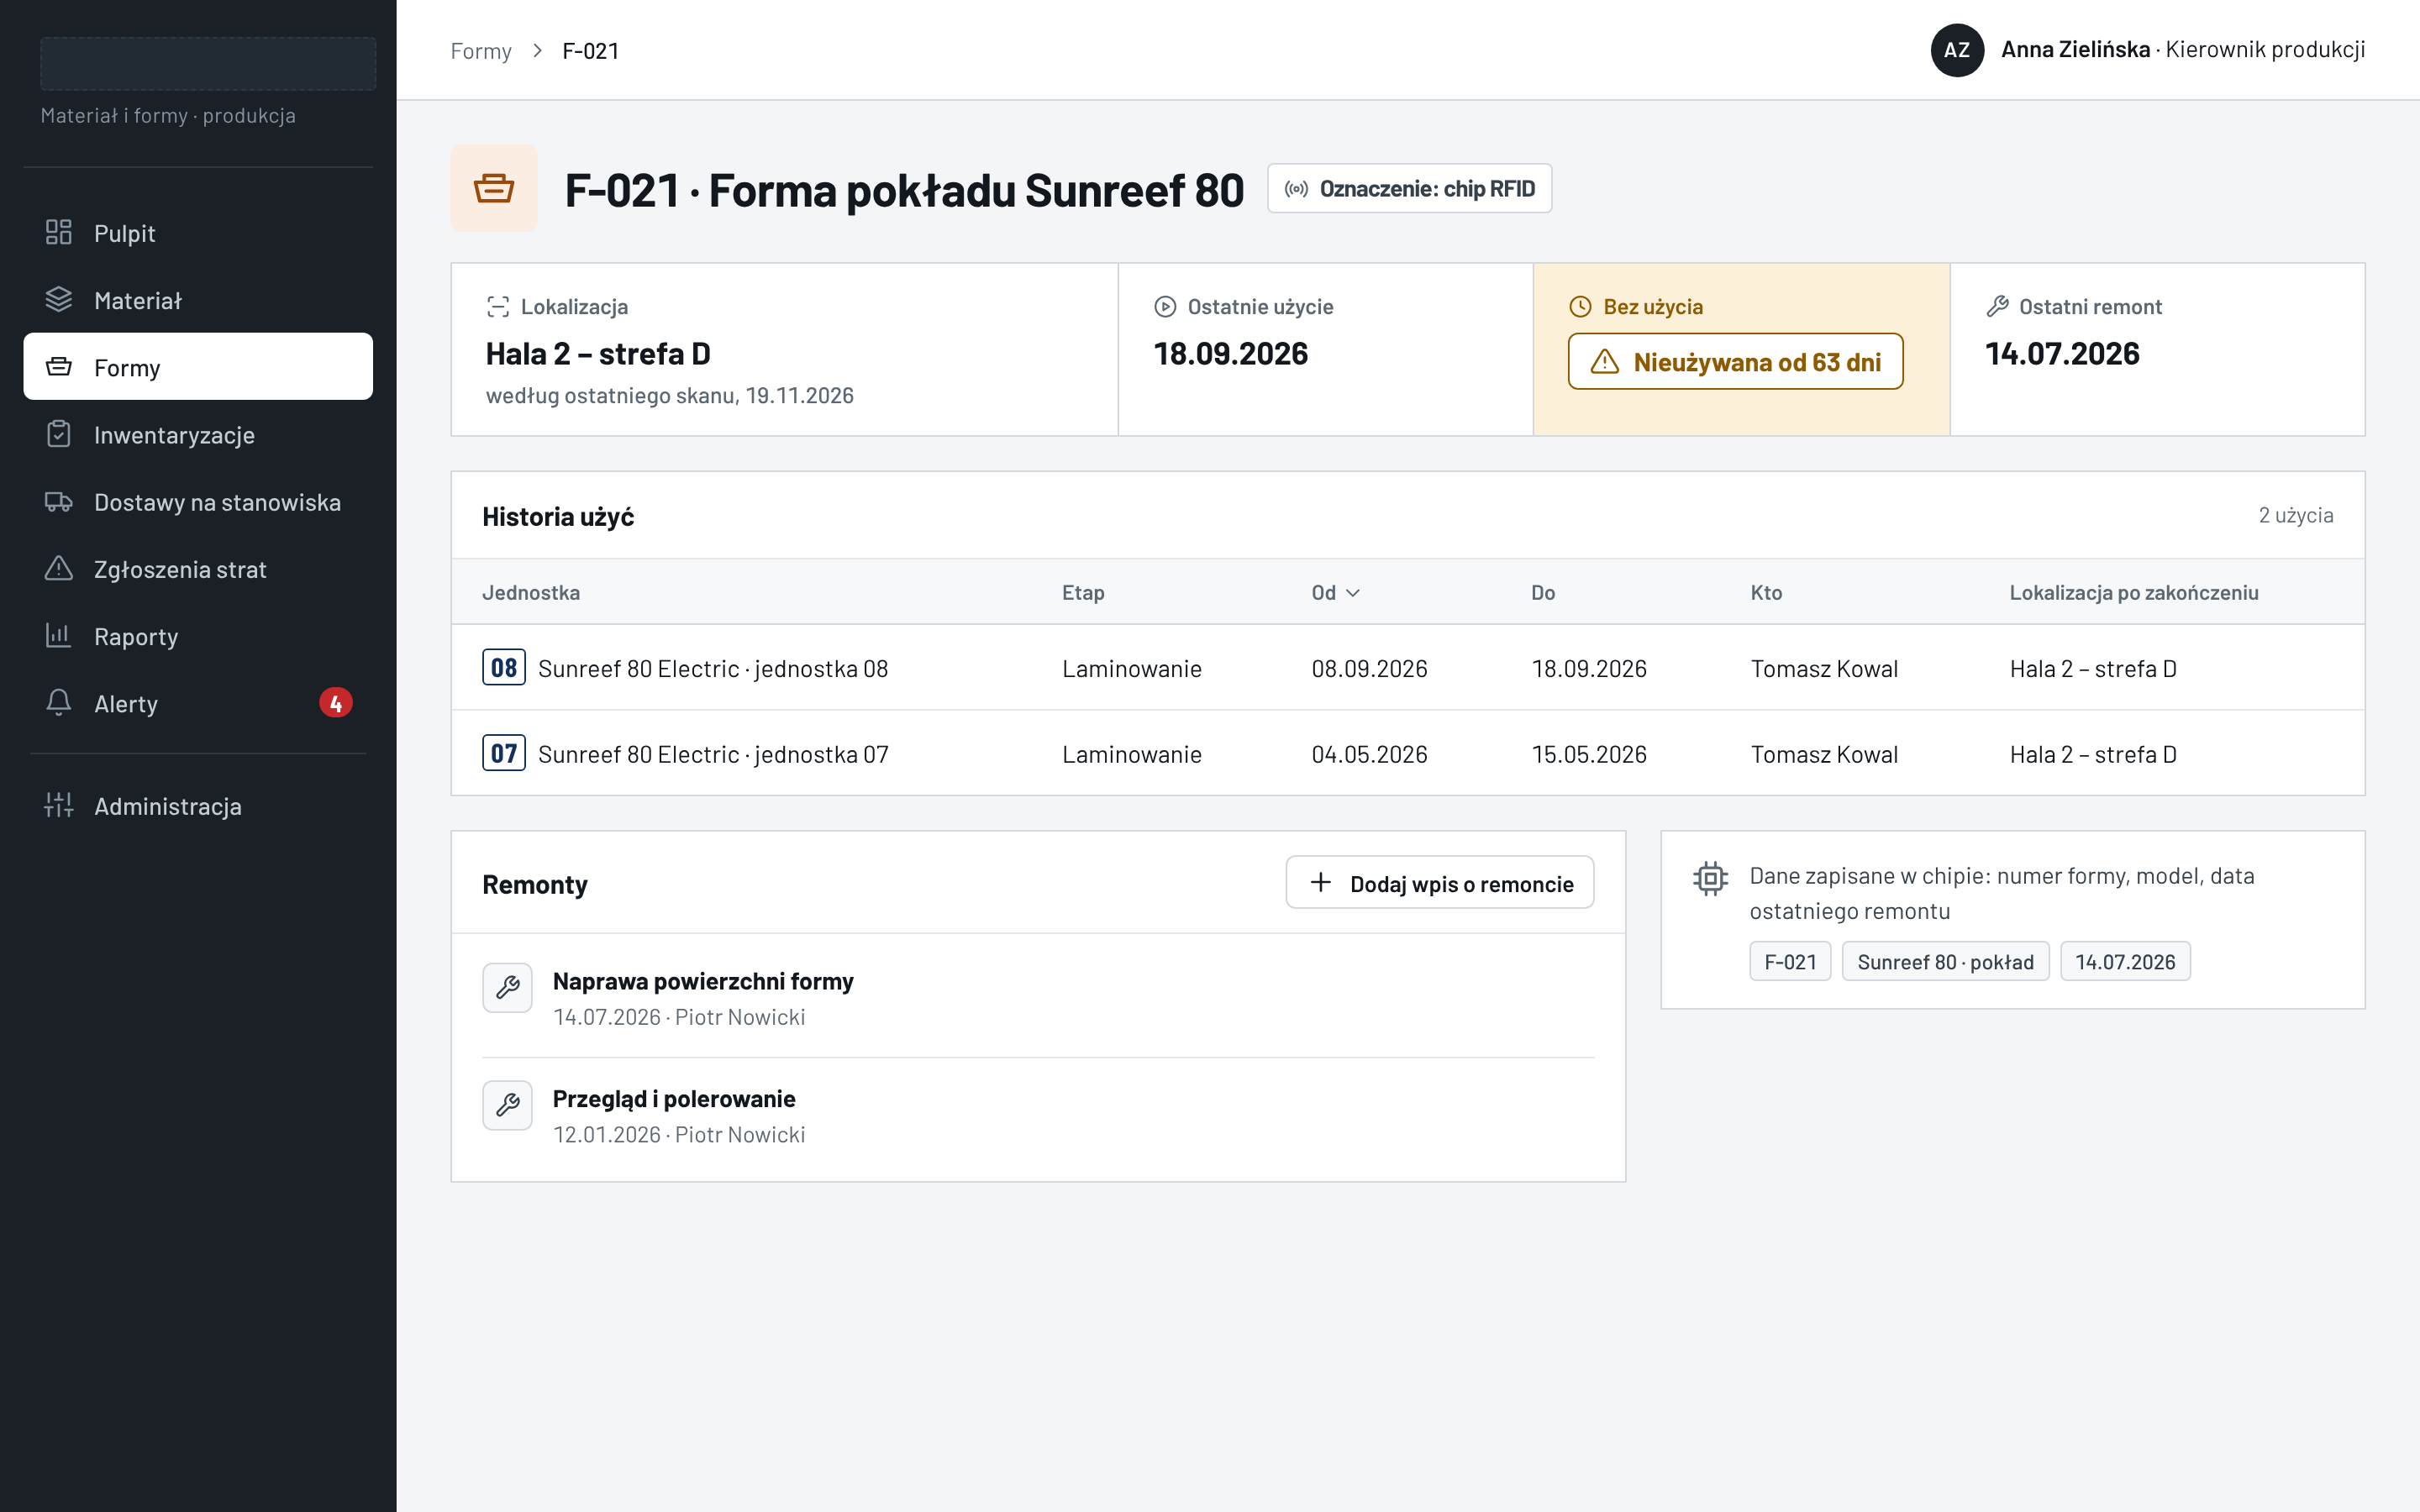 Materiał i formy · produkcja
Pulpit
Materiał
Formy
Inwentaryzacje
Dostawy na stanowiska
Zgłoszenia strat
Raporty
Alerty 4
Administracja
Formy > F-021
AZ Anna Zielińska · Kierownik produkcji
F-021 · Forma pokładu Sunreef 80
Oznaczenie: chip RFID
Lokalizacja
Hala 2 – strefa D
według ostatniego skanu, 19.11.2026
Ostatnie użycie
18.09.2026
Bez użycia
Nieużywana od 63 dni
Ostatni remont
14.07.2026
Historia użyć
2 użycia
Jednostka Etap Od Do Kto Lokalizacja po zakończeniu
08 Sunreef 80 Electric · jednostka 08 Laminowanie 08.09.2026 18.09.2026 Tomasz Kowal Hala 2 – strefa D
07 Sunreef 80 Electric · jednostka 07 Laminowanie 04.05.2026 15.05.2026 Tomasz Kowal Hala 2 – strefa D
Remonty
Dodaj wpis o remoncie
Naprawa powierzchni formy
14.07.2026 · Piotr Nowicki
Przegląd i polerowanie
12.01.2026 · Piotr Nowicki
Dane zapisane w chipie: numer formy, model, data
ostatniego remontu
F-021 Sunreef 80 · pokład 14.07.2026